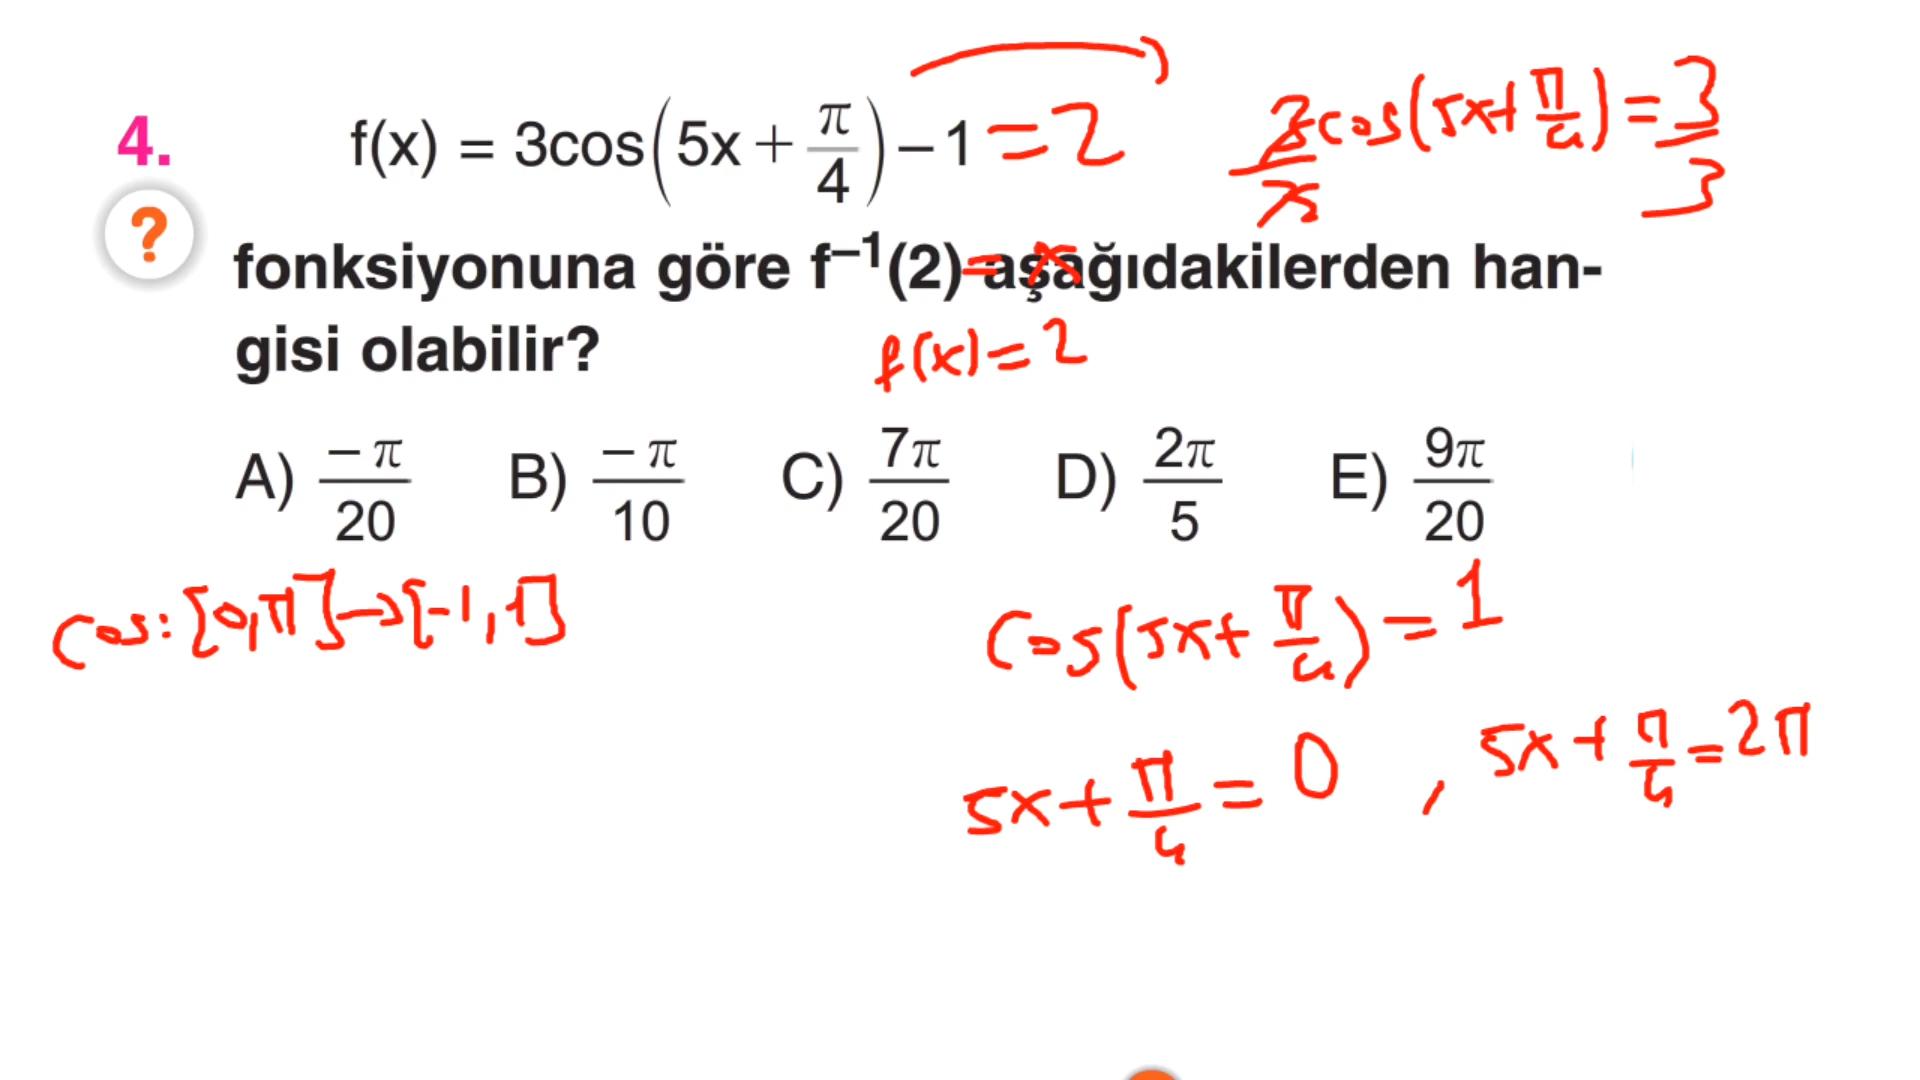 4. f(x) = 3cos(5x + π/4) – 1 = 2
3cos(5x + π/4) = 3
3 3
?
fonksiyonuna göre f⁻¹(2) = x aşağıdakilerden han-
gisi olabilir?
f(x) = 2
A) –π/20 B) –π/10 C) 7π/20 D) 2π/5 E) 9π/20
Cos: [0, π] → [-1, 1]
Cos(5x + π/4) = 1
5x + π/4 = 0 , 5x + π/4 = 2π